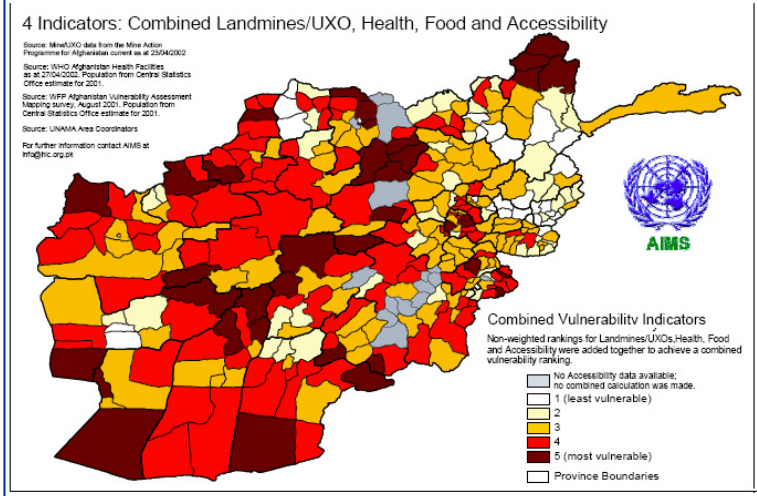 4 Indicators: Combined Landmines/UXO, Health, Food and Accessibility
Source: Mine/UXO data from the Mine Action
Programme for Afghanistan current as at 23/04/2002
Source: WHO Afghanistan Health Facilities
as at 27/04/2002. Population from Central Statistics
Office estimate for 2001.
Source: WFP Afghanistan Vulnerability Assessment
Mapping survey, August 2001. Population from
Central Statistics Office estimate for 2001.
Source: UNAMA Area Coordinators
For further information contact AIMS at
info@hic.org.pk
AIMS
Combined Vulnerability Indicators
Non-weighted rankings for Landmines/UXOs,Health, Food
and Accessibility were added together to achieve a combined
vulnerability ranking.
No Accessibility data available;
no combined calculation was made.
1 (least vulnerable)
2
3
4
5 (most vulnerable)
Province Boundaries